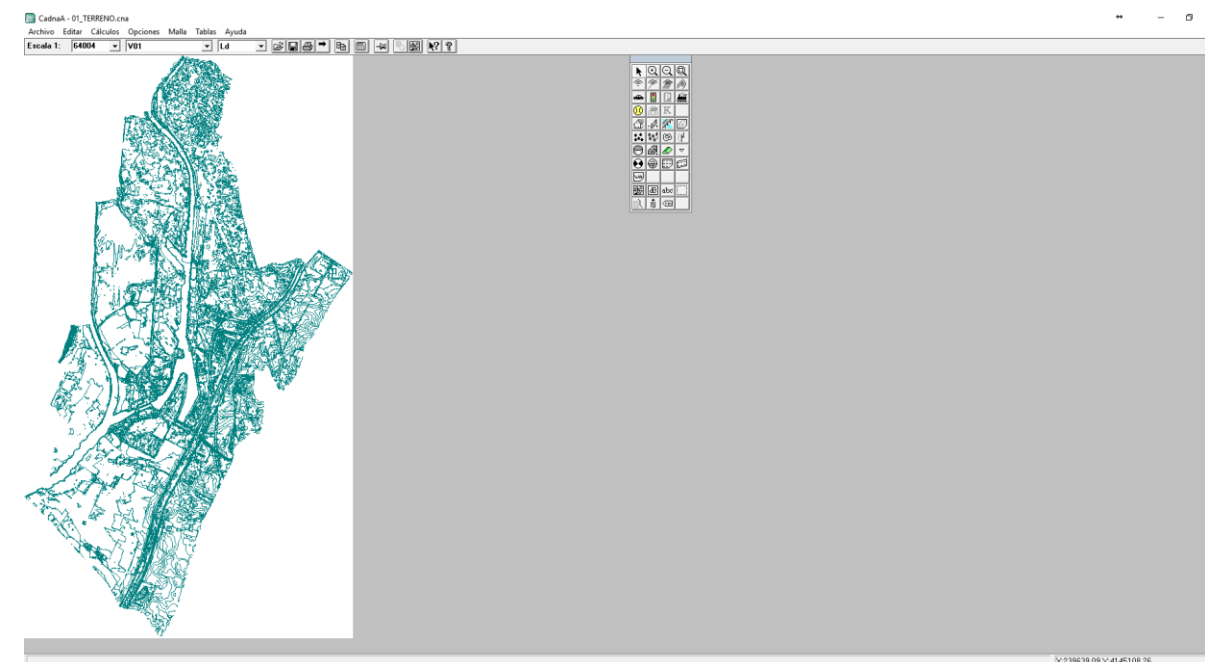 CadnaA - 01_TERRENO.cna
Archivo Editar Cálculos Opciones Malla Tablas Ayuda
Escala 1: 64004 V01 Ld
abc
X:239639.09 Y:4145108.26